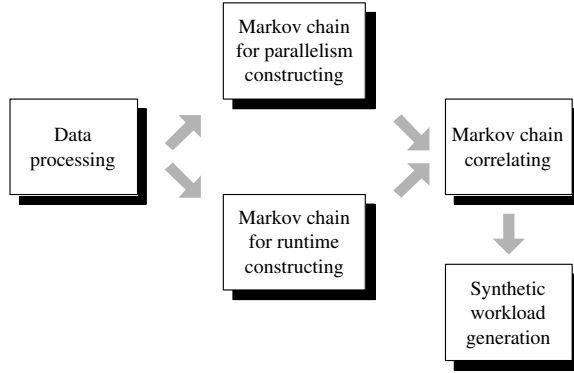 Markov chain
for parallelism
constructing
Data
processing
Markov chain
correlating
Markov chain
for runtime
constructing
Synthetic
workload
generation